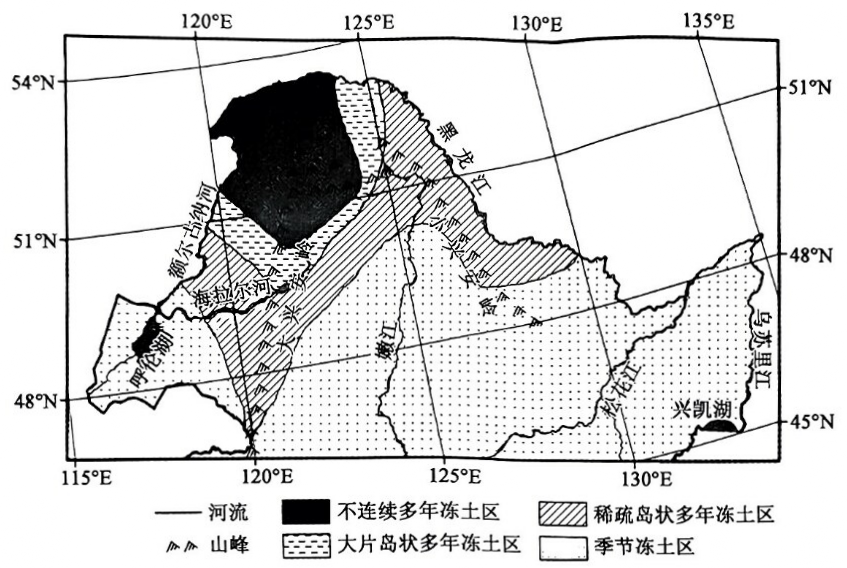 120°E 125°E 130°E 135°E
54°N
51°N
黑龙江
额尔古纳河
51°N
小兴安岭
48°N
海拉尔河
大兴安岭
呼伦湖
嫩江
乌苏里江
松花江
兴凯湖
48°N
45°N
115°E 120°E 125°E 130°E
河流 不连续多年冻土区 稀疏岛状多年冻土区
山峰 大片岛状多年冻土区 季节冻土区